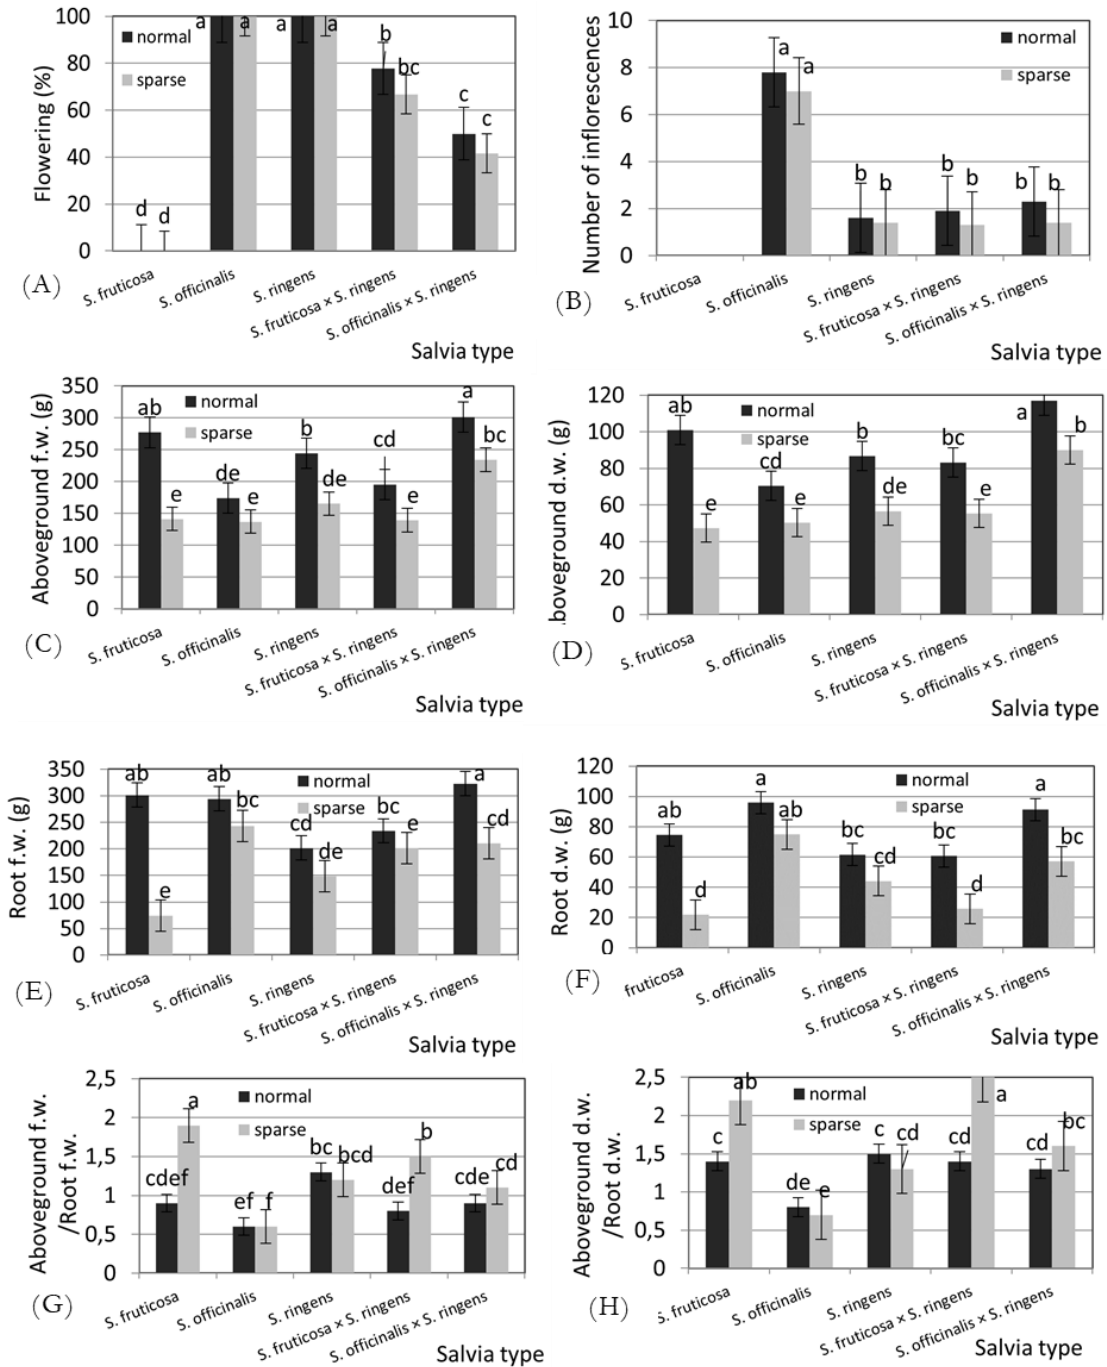 Flowering (%)
100
80
60
40
20
0
normal
sparse
d d a a a a b bc c c
S. fruticosa
S. officinalis
S. ringens
S. fruticosa × S. ringens
S. officinalis × S. ringens
(A)
Salvia type
Number of inflorescences
10
8
6
4
2
0
normal
sparse
a a b b b b b b
S. fruticosa
S. officinalis
S. ringens
S. fruticosa × S. ringens
S. officinalis × S. ringens
(B)
Salvia type
Aboveground f.w. (g)
350
300
250
200
150
100
50
0
normal
sparse
ab e de e b de cd e a bc
S. fruticosa
S. officinalis
S. ringens
S. fruticosa × S. ringens
S. officinalis × S. ringens
(C)
Salvia type
boveground d.w. (g)
120
100
80
60
40
20
0
normal
sparse
ab e cd e b de bc e a b
S. fruticosa
S. officinalis
S. ringens
S. fruticosa × S. ringens
S. officinalis × S. ringens
(D)
Salvia type
Root f.w. (g)
350
300
250
200
150
100
50
0
normal
sparse
ab e ab bc cd de bc e a cd
S. fruticosa
S. officinalis
S. ringens
S. fruticosa × S. ringens
S. officinalis × S. ringens
(E)
Salvia type
Root d.w. (g)
120
100
80
60
40
20
0
normal
sparse
ab d a ab bc cd bc d a bc
fruticosa
S. officinalis
S. ringens
S. fruticosa × S. ringens
S. officinalis × S. ringens
(F)
Salvia type
Aboveground f.w.
/Root f.w.
2,5
2
1,5
1
0,5
0
normal
sparse
cdef a ef f bc bcd def b cde cd
S. fruticosa
S. officinalis
S. ringens
S. fruticosa × S. ringens
S. officinalis × S. ringens
(G)
Salvia type
Aboveground d.w.
/Root d.w.
2,5
2
1,5
1
0,5
0
normal
sparse
c ab de e c cd cd a cd bc
S. fruticosa
S. officinalis
S. ringens
S. fruticosa × S. ringens
S. officinalis × S. ringens
(H)
Salvia type